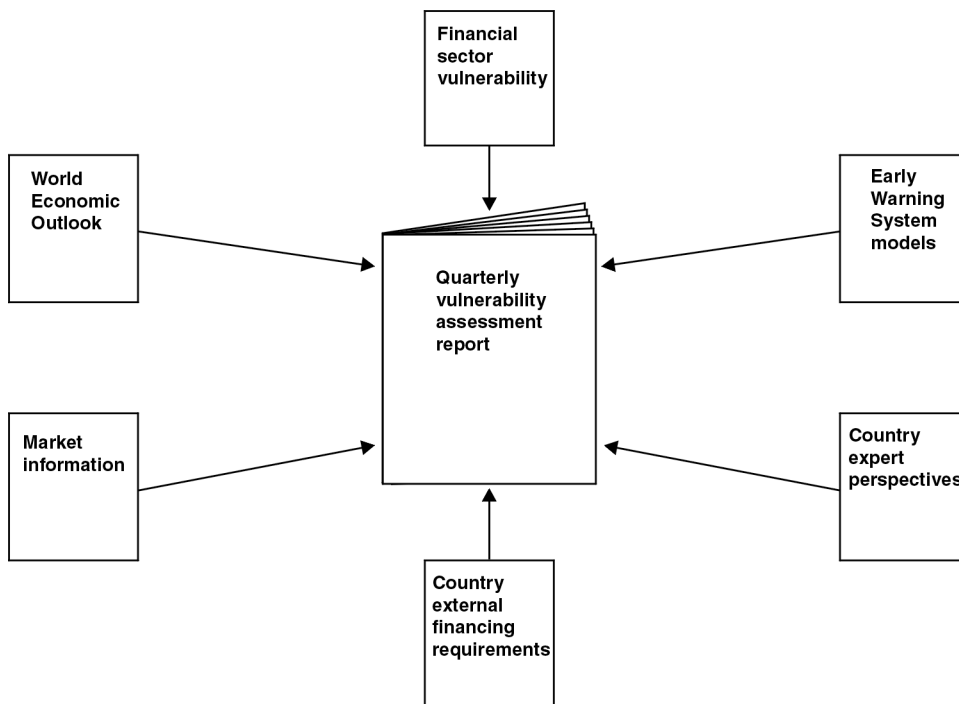 Financial
sector
vulnerability
World
Economic
Outlook
Early
Warning
System
models
Quarterly
vulnerability
assessment
report
Market
information
Country
expert
perspectives
Country
external
financing
requirements